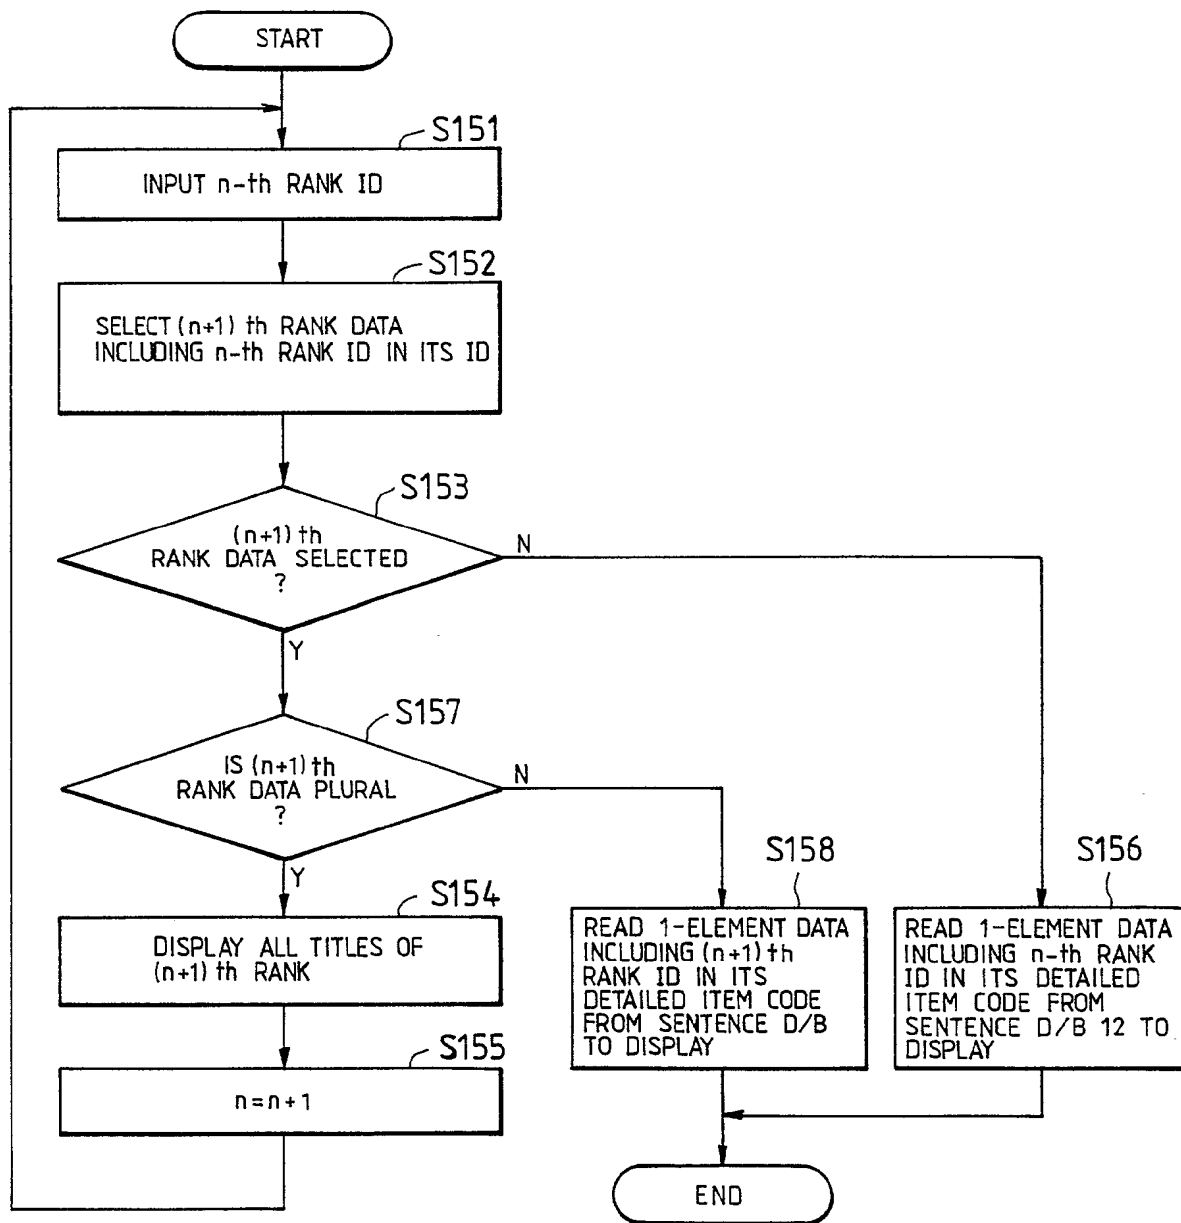 START
S151
INPUT n-th RANK ID
S152
SELECT (n+1) th RANK DATA
INCLUDING n-th RANK ID IN ITS ID
S153
(n+1) th
RANK DATA SELECTED
?
N
Y
S157
IS (n+1) th
RANK DATA PLURAL
?
N
Y
S154
DISPLAY ALL TITLES OF
(n+1) th RANK
S155
n=n+1
S158
READ 1-ELEMENT DATA
INCLUDING (n+1) th
RANK ID IN ITS
DETAILED ITEM CODE
FROM SENTENCE D/B
TO DISPLAY
S156
READ 1-ELEMENT DATA
INCLUDING n-th RANK
ID IN ITS DETAILED
ITEM CODE FROM
SENTENCE D/B 12 TO
DISPLAY
END